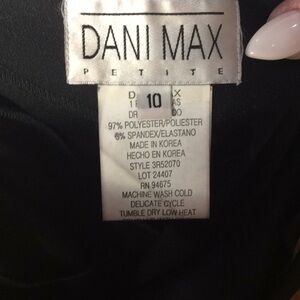 DANI MAX
PETITE
10
97% POLYESTER/POLIESTER
SPANDEX/ELASTANO
MADE IN KOREA
HECHO EN KOREA
STYLE 3R52070
LOT 24407
RN 94675
MACHINE WASH COLD
DELICATE CYCLE
TUMBLE DRY LOW HEAT